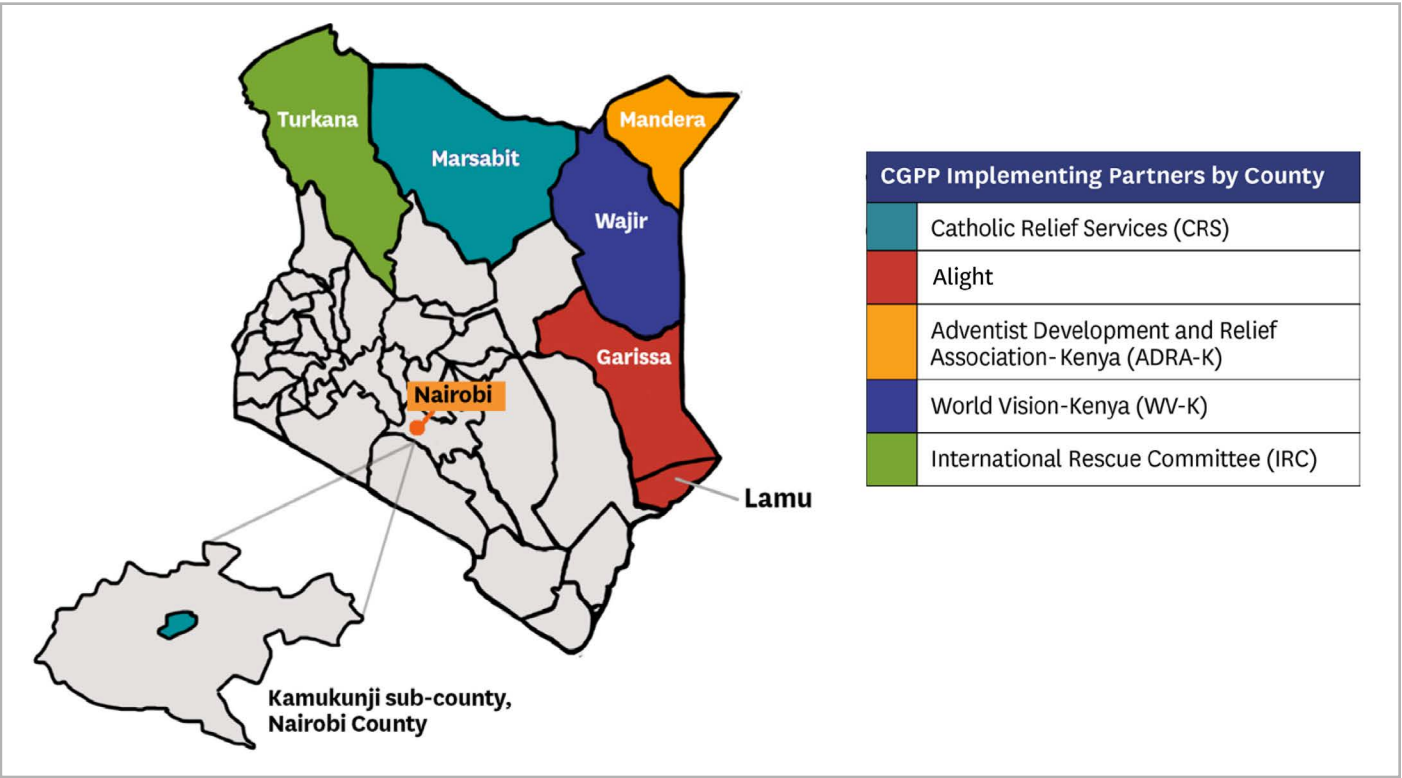 Turkana
Marsabit
Mandera
Wajir
Garissa
Nairobi
Lamu
Kamukunji sub-county,
Nairobi County
CGPP Implementing Partners by County
Catholic Relief Services (CRS)
Alight
Adventist Development and Relief
Association-Kenya (ADRA-K)
World Vision-Kenya (WV-K)
International Rescue Committee (IRC)